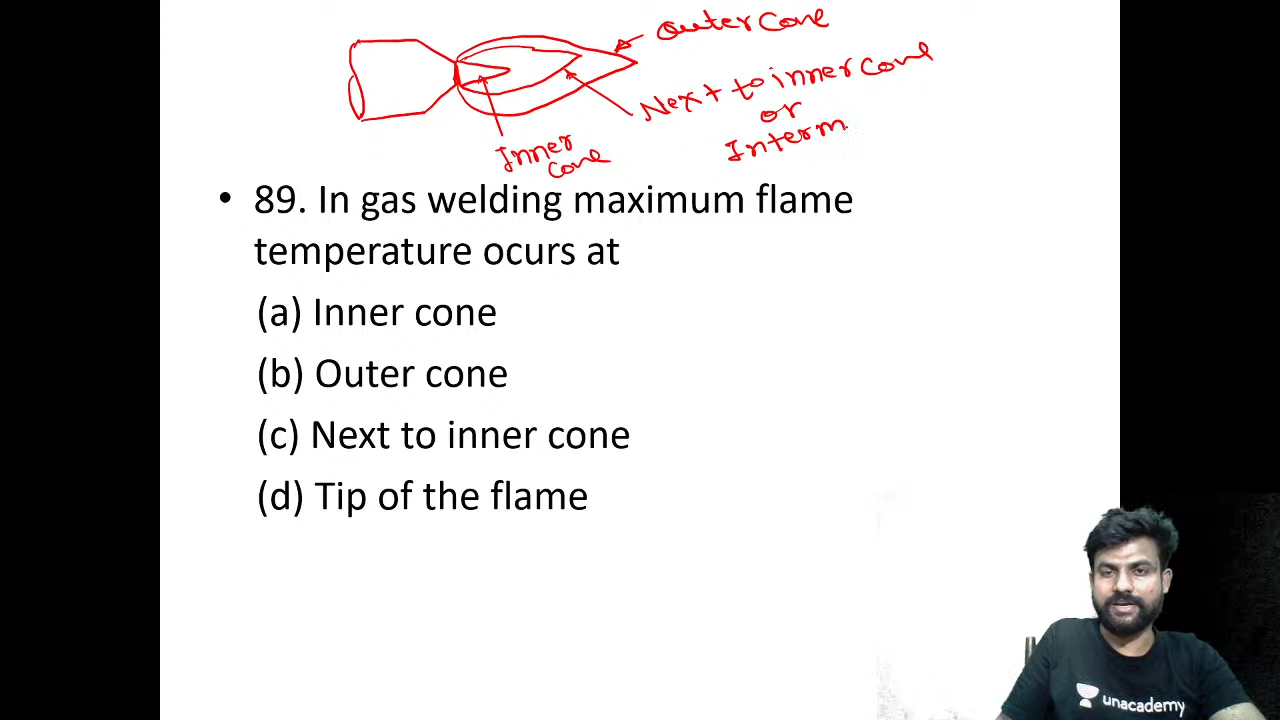 outer cone
Next to inner cone
or
Interm
Inner
cone
• 89. In gas welding maximum flame
temperature ocurs at
(a) Inner cone
(b) Outer cone
(c) Next to inner cone
(d) Tip of the flame
unacademy